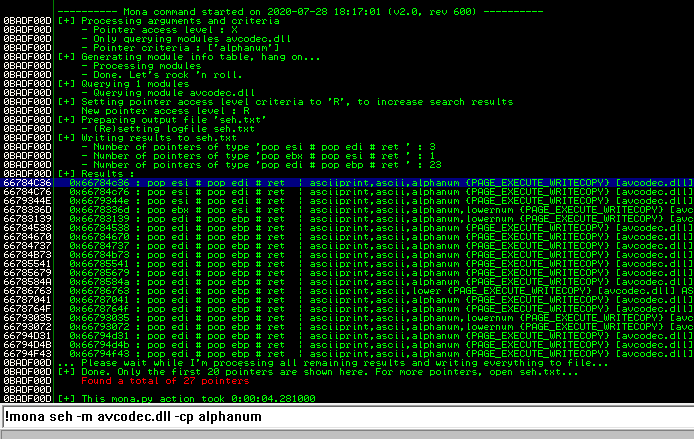 ---------- Mona command started on 2020-07-28 18:17:01 (v2.0, rev 600) ----------
0BADF00D [+] Processing arguments and criteria
0BADF00D - Pointer access level : X
0BADF00D - Only querying modules avcodec.dll
0BADF00D - Pointer criteria : ['alphanum']
0BADF00D [+] Generating module info table, hang on...
0BADF00D - Processing modules
0BADF00D - Done. Let's rock 'n roll.
0BADF00D [+] Querying 1 modules
0BADF00D - Querying module avcodec.dll
0BADF00D [+] Setting pointer access level criteria to 'R', to increase search results
0BADF00D New pointer access level : R
0BADF00D [+] Preparing output file 'seh.txt'
0BADF00D - (Re)setting logfile seh.txt
0BADF00D [+] Writing results to seh.txt
0BADF00D - Number of pointers of type 'pop esi # pop edi # ret ' : 3
0BADF00D - Number of pointers of type 'pop ebx # pop esi # ret ' : 1
0BADF00D - Number of pointers of type 'pop edi # pop ebp # ret ' : 23
0BADF00D [+] Results :
66784C36 0x66784c36 : pop esi # pop edi # ret | asciiprint,ascii,alphanum {PAGE_EXECUTE_WRITECOPY} [avcodec.dll]
66784C76 0x66784c76 : pop esi # pop edi # ret | asciiprint,ascii,alphanum {PAGE_EXECUTE_WRITECOPY} [avcodec.dll]
6679344E 0x6679344e : pop esi # pop edi # ret | asciiprint,ascii,alphanum {PAGE_EXECUTE_WRITECOPY} [avcodec.dll]
6678336D 0x6678336d : pop ebx # pop esi # ret | asciiprint,ascii,alphanum,lowernum {PAGE_EXECUTE_WRITECOPY} [avco
66783139 0x66783139 : pop edi # pop ebp # ret | asciiprint,ascii,alphanum,lowernum {PAGE_EXECUTE_WRITECOPY} [avco
66784538 0x66784538 : pop edi # pop ebp # ret | asciiprint,ascii,alphanum {PAGE_EXECUTE_WRITECOPY} [avcodec.dll]
66784670 0x66784670 : pop edi # pop ebp # ret | asciiprint,ascii,alphanum {PAGE_EXECUTE_WRITECOPY} [avcodec.dll]
66784737 0x66784737 : pop edi # pop ebp # ret | asciiprint,ascii,alphanum {PAGE_EXECUTE_WRITECOPY} [avcodec.dll]
66784B73 0x66784b73 : pop edi # pop ebp # ret | asciiprint,ascii,alphanum {PAGE_EXECUTE_WRITECOPY} [avcodec.dll]
66785541 0x66785541 : pop edi # pop ebp # ret | asciiprint,ascii,alphanum {PAGE_EXECUTE_WRITECOPY} [avcodec.dll]
66785679 0x66785679 : pop edi # pop ebp # ret | asciiprint,ascii,alphanum {PAGE_EXECUTE_WRITECOPY} [avcodec.dll]
6678584A 0x6678584a : pop edi # pop ebp # ret | asciiprint,ascii,alphanum {PAGE_EXECUTE_WRITECOPY} [avcodec.dll]
66786763 0x66786763 : pop edi # pop ebp # ret | asciiprint,ascii,lower {PAGE_EXECUTE_WRITECOPY} [avcodec.dll] AS
66787041 0x66787041 : pop edi # pop ebp # ret | asciiprint,ascii,alphanum {PAGE_EXECUTE_WRITECOPY} [avcodec.dll]
6678764F 0x6678764f : pop edi # pop ebp # ret | asciiprint,ascii,alphanum {PAGE_EXECUTE_WRITECOPY} [avcodec.dll]
66793035 0x66793035 : pop edi # pop ebp # ret | asciiprint,ascii,alphanum,lowernum {PAGE_EXECUTE_WRITECOPY} [avco
66793072 0x66793072 : pop edi # pop ebp # ret | asciiprint,ascii,alphanum,lowernum {PAGE_EXECUTE_WRITECOPY} [avco
66794D31 0x66794d31 : pop edi # pop ebp # ret | asciiprint,ascii,alphanum {PAGE_EXECUTE_WRITECOPY} [avcodec.dll]
66794D4B 0x66794d4b : pop edi # pop ebp # ret | asciiprint,ascii,alphanum {PAGE_EXECUTE_WRITECOPY} [avcodec.dll]
66794F43 0x66794f43 : pop edi # pop ebp # ret | asciiprint,ascii,alphanum {PAGE_EXECUTE_WRITECOPY} [avcodec.dll]
0BADF00D ... Please wait while I'm processing all remaining results and writing everything to file...
0BADF00D [+] Done. Only the first 20 pointers are shown here. For more pointers, open seh.txt...
0BADF00D Found a total of 27 pointers
0BADF00D
0BADF00D [+] This mona.py action took 0:00:04.281000
!mona seh -m avcodec.dll -cp alphanum